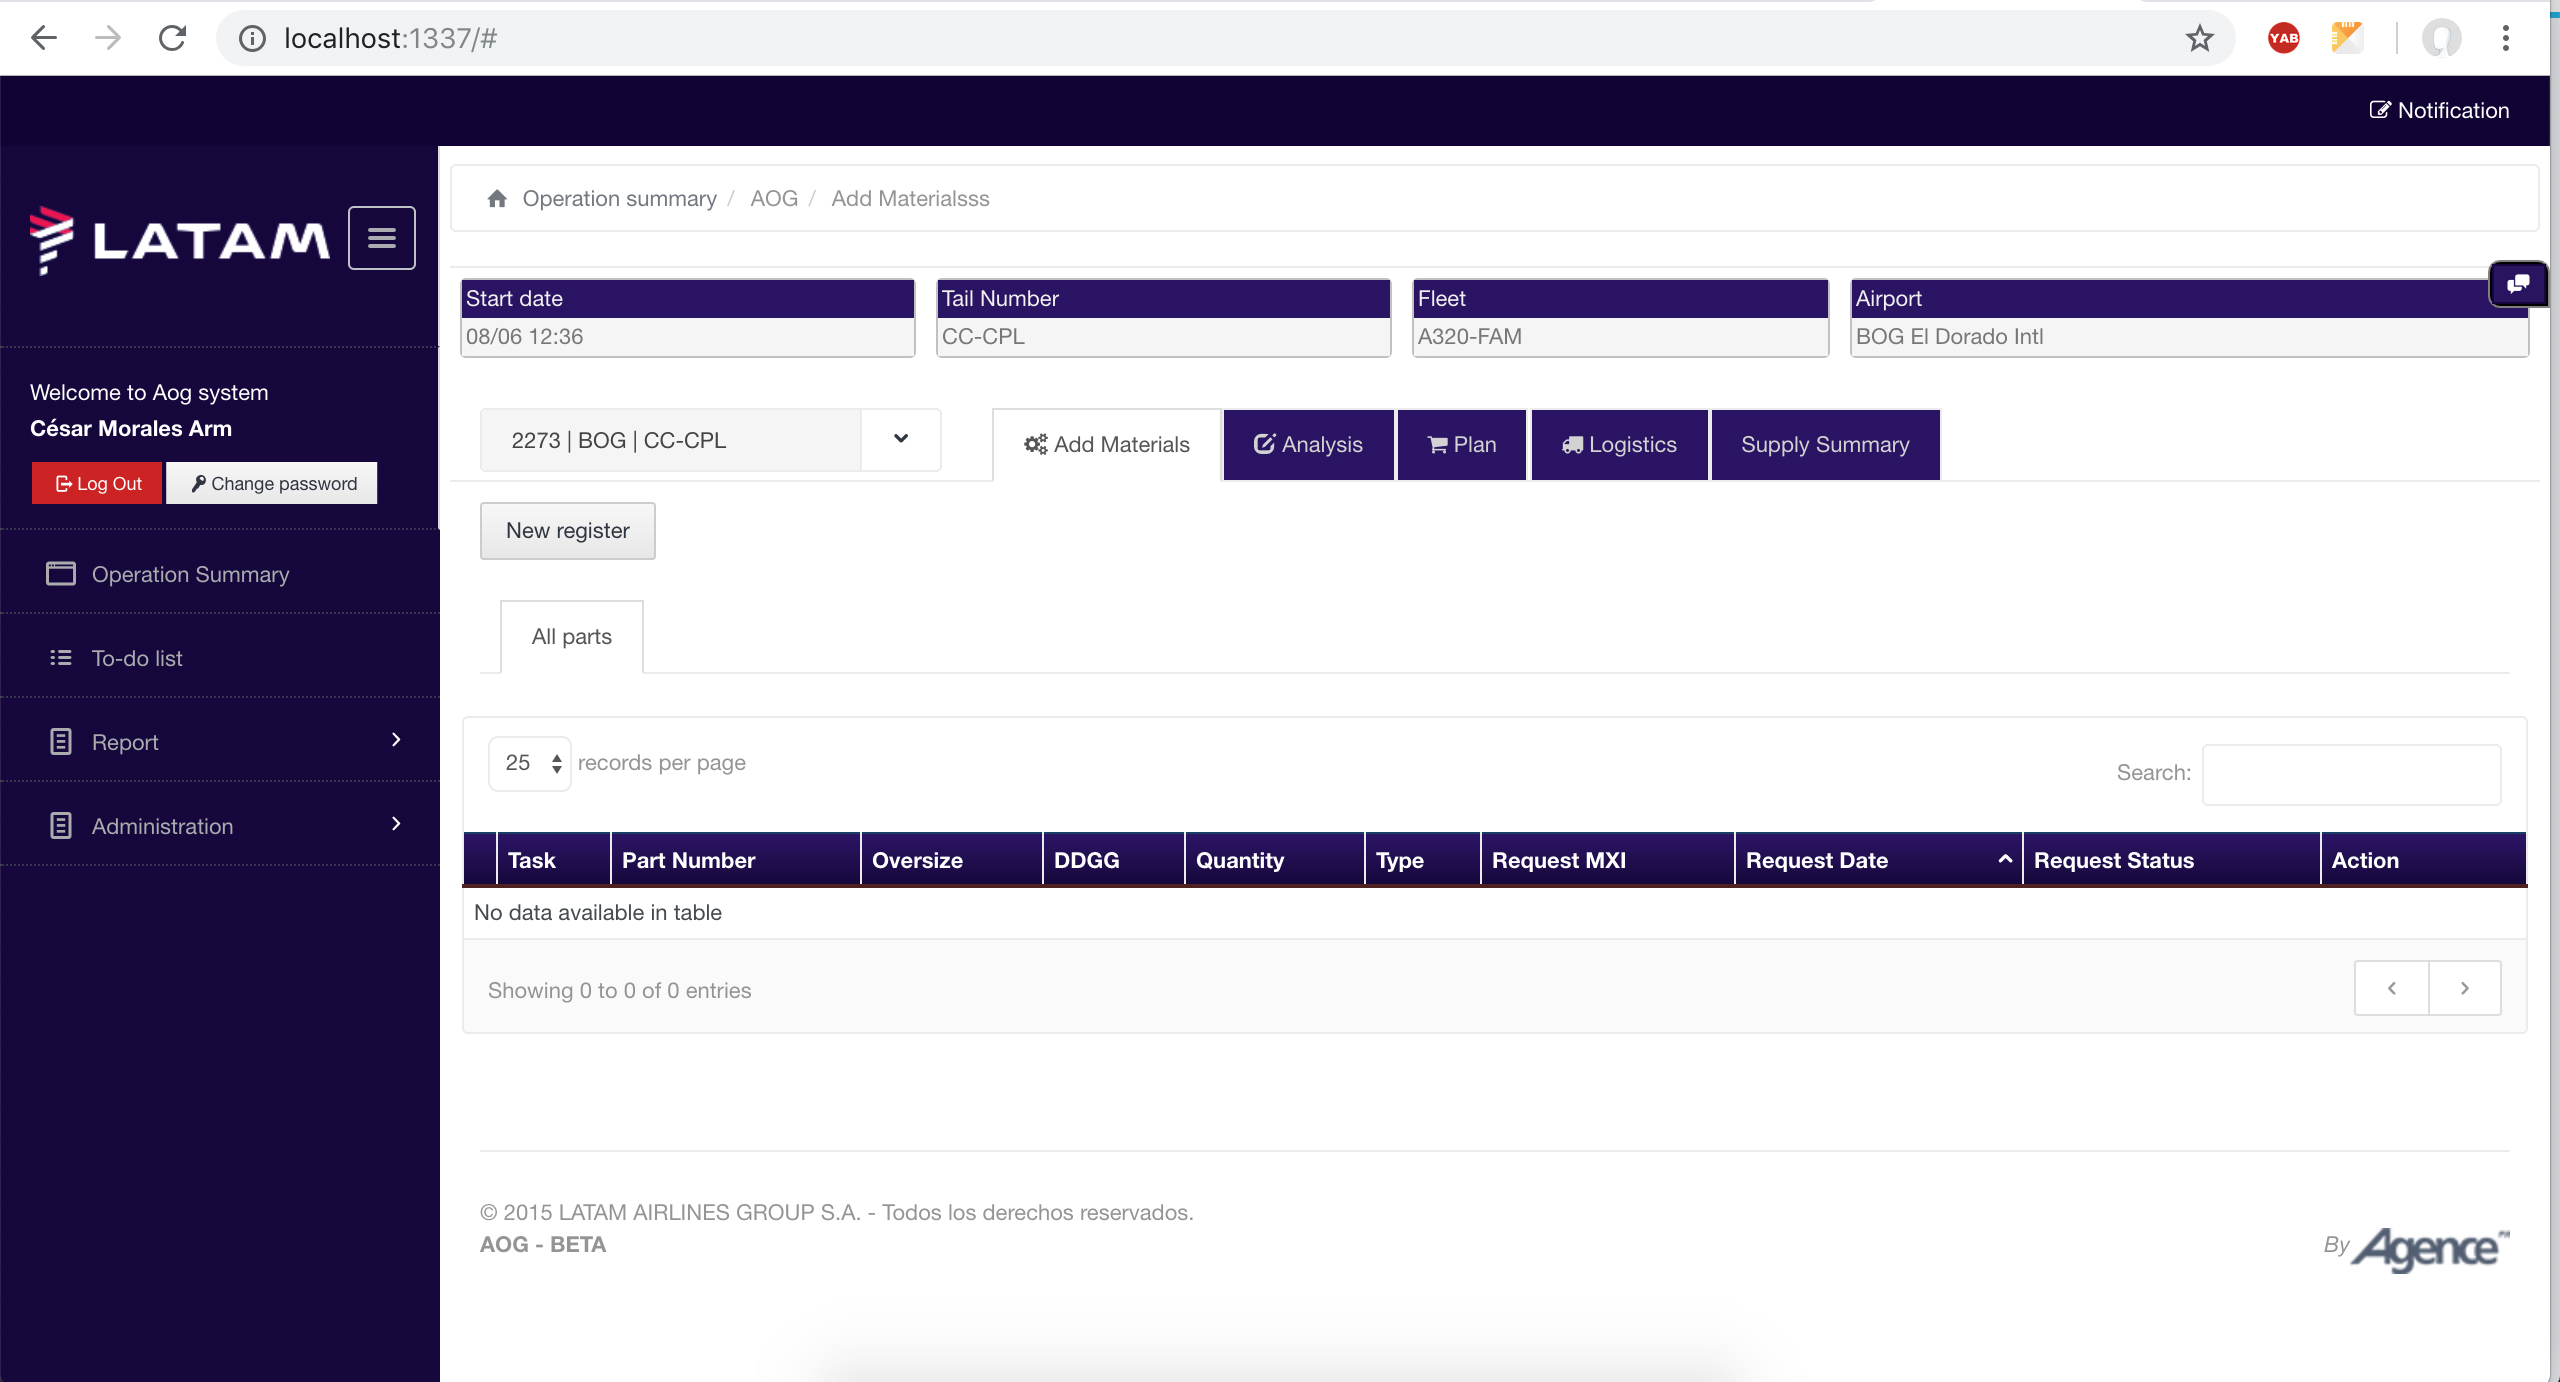 localhost:1337/#
YAB
Notification
LATAM
Operation summary / AOG / Add Materialsss
Start date
08/06 12:36
Tail Number
CC-CPL
Fleet
A320-FAM
Airport
BOG El Dorado Intl
Welcome to Aog system
César Morales Arm
Log Out
Change password
Operation Summary
To-do list
Report
Administration
2273 | BOG | CC-CPL
Add Materials
Analysis
Plan
Logistics
Supply Summary
New register
All parts
25 records per page
Search:
Task Part Number Oversize DDGG Quantity Type Request MXI Request Date Request Status Action
No data available in table
Showing 0 to 0 of 0 entries
© 2015 LATAM AIRLINES GROUP S.A. - Todos los derechos reservados.
AOG - BETA
By Agence